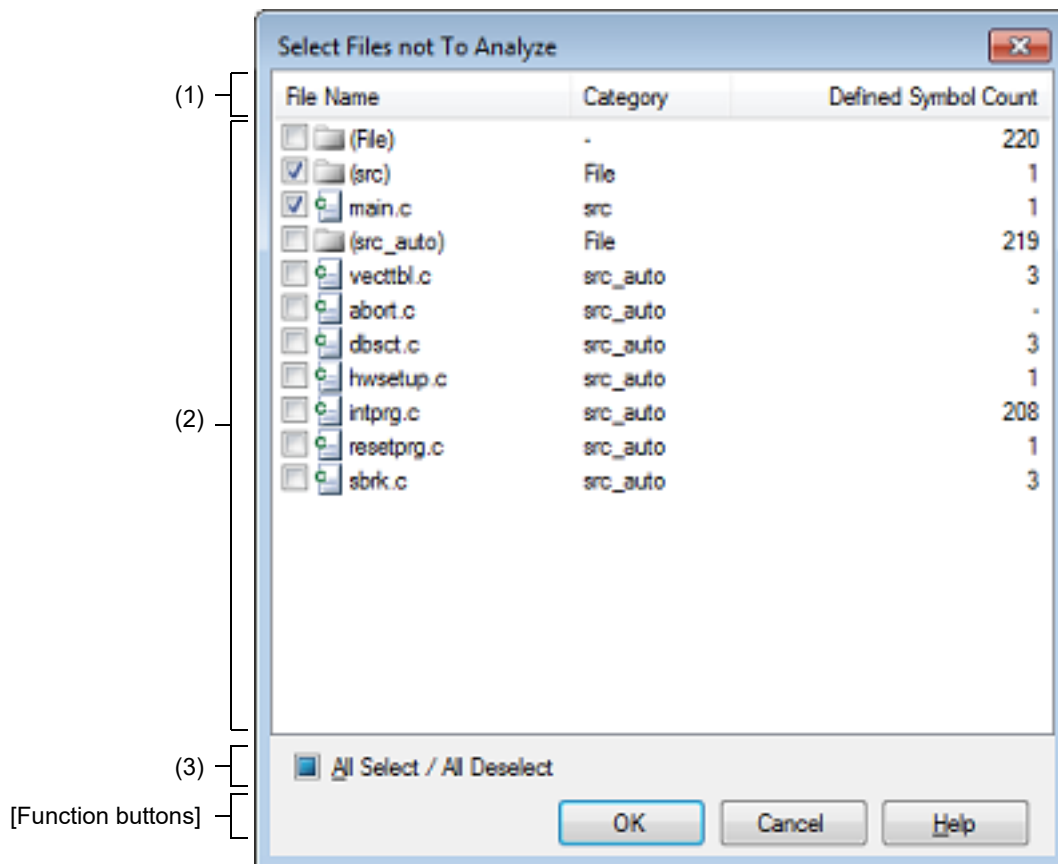 Select Files not To Analyze
(1)
File Name Category Defined Symbol Count
(File) - 220
(src) File 1
main.c src 1
(src_auto) File 219
vecttbl.c src_auto 3
abort.c src_auto -
dbsct.c src_auto 3
hwsetup.c src_auto 1
(2)
intprg.c src_auto 208
resetprg.c src_auto 1
sbrk.c src_auto 3
(3)
All Select / All Deselect
[Function buttons]
OK Cancel Help